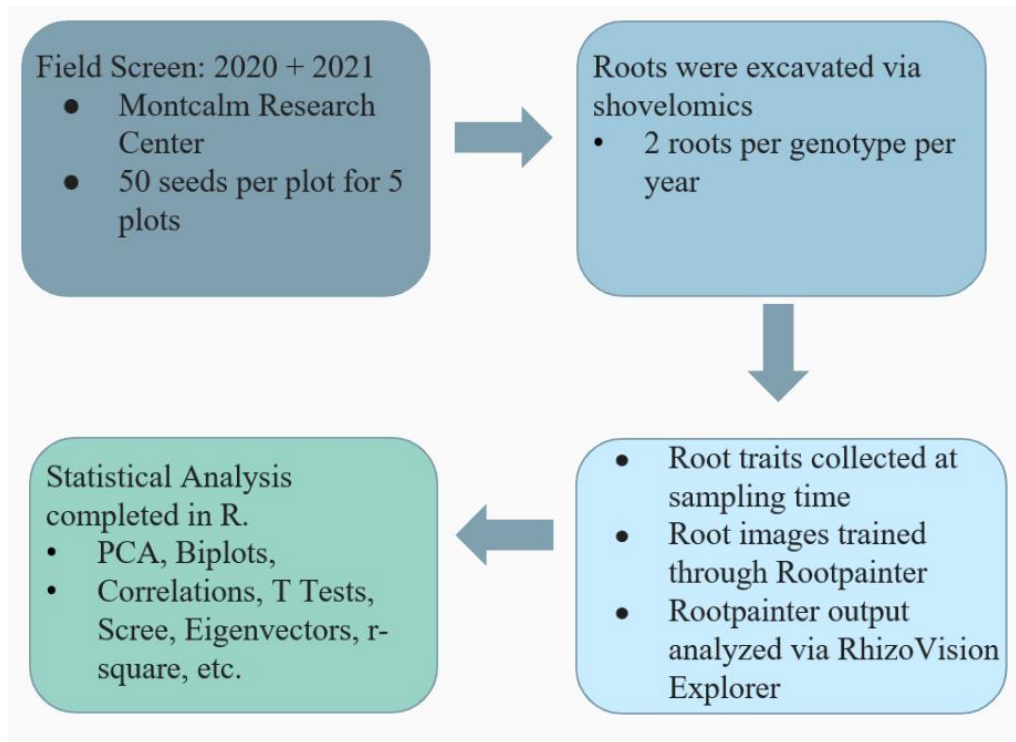 Field Screen: 2020 + 2021
● Montcalm Research
Center
● 50 seeds per plot for 5
plots
Roots were excavated via
shovelomics
• 2 roots per genotype per
year
● Root traits collected at
sampling time
● Root images trained
through Rootpainter
● Rootpainter output
analyzed via RhizoVision
Explorer
Statistical Analysis
completed in R.
• PCA, Biplots,
• Correlations, T Tests,
Scree, Eigenvectors, r-
square, etc.